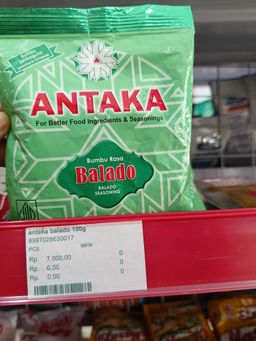 ANTAKA
For Better Food Ingredients & Seasonings
Bumbu Rasa
Balado
BALADO
SEASONING
antaka balado 100g
8997028630017
PCS MKN
Rp. 7.000,00 0
Rp. 0,00 0
Rp. 0,00 0